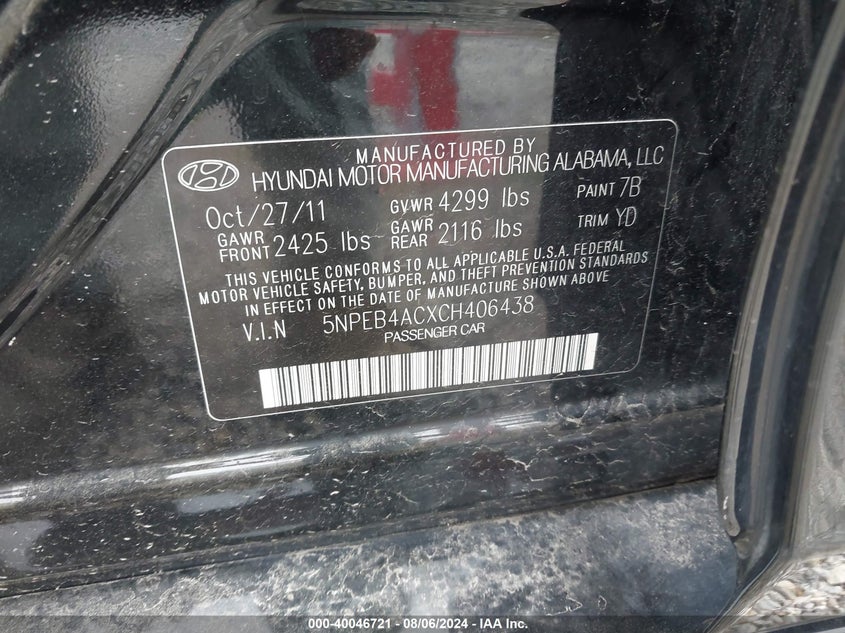 MANUFACTURED BY
HYUNDAI MOTOR MANUFACTURING ALABAMA, LLC
Oct/27/11 GVWR 4299 lbs PAINT 7B
GAWR FRONT 2425 lbs GAWR REAR 2116 lbs TRIM YD
THIS VEHICLE CONFORMS TO ALL APPLICABLE U.S.A. FEDERAL
MOTOR VEHICLE SAFETY, BUMPER, AND THEFT PREVENTION STANDARDS
IN EFFECT ON THE DATE OF MANUFACTURE SHOWN ABOVE
V.I.N 5NPEB4ACXCH406438
PASSENGER CAR
000-40046721 - 08/06/2024 - IAA Inc.